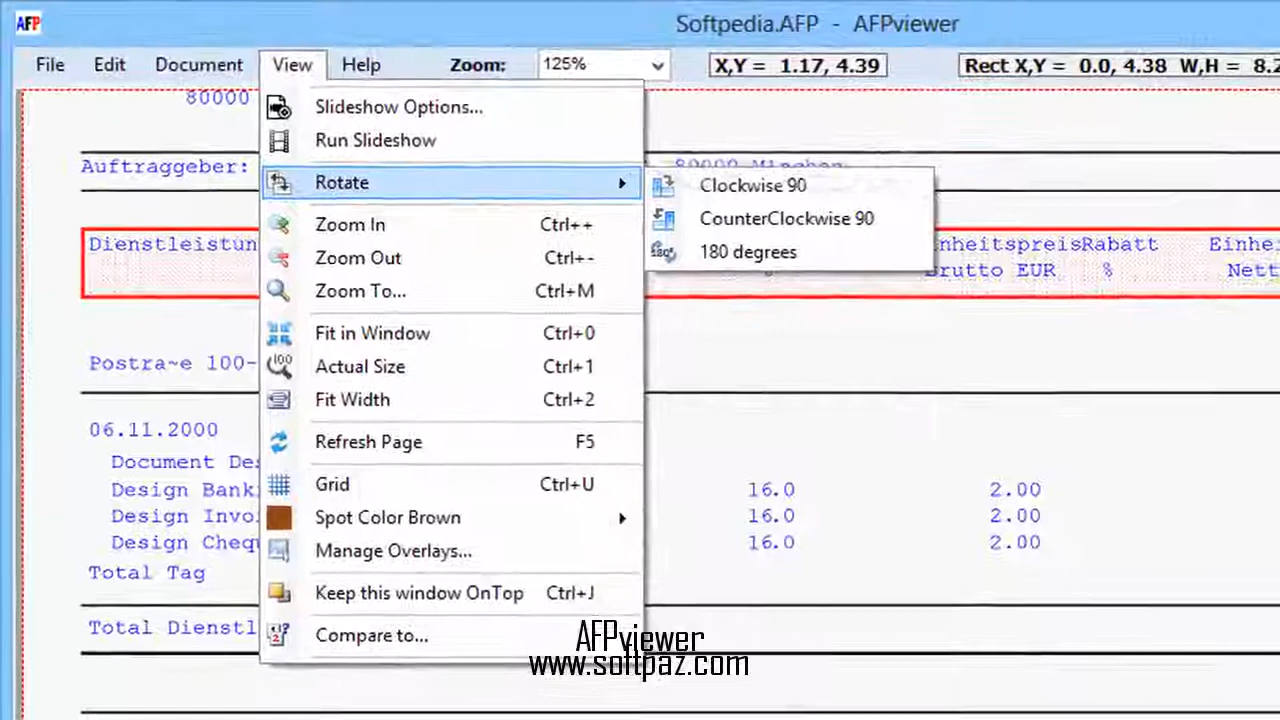 AFP Softpedia.AFP - AFPviewer
File Edit Document View Help Zoom: 125% X,Y = 1.17, 4.39 Rect X,Y = 0.0, 4.38 W,H = 8.2
80000
Slideshow Options...
Run Slideshow
Auftraggeber: 80000
Rotate
Clockwise 90
CounterClockwise 90
180 degrees
Zoom In Ctrl++
Zoom Out Ctrl+-
Zoom To... Ctrl+M
Dienstleistun nheitspreisRabatt Einhei
rutto EUR % Nett
Fit in Window Ctrl+0
Actual Size Ctrl+1
Fit Width Ctrl+2
Postra~e 100-
Refresh Page F5
06.11.2000
Document De
Grid Ctrl+U
Design Bank 16.0 2.00
Spot Color Brown
Design Invo 16.0 2.00
Manage Overlays...
Design Cheq 16.0 2.00
Total Tag
Keep this window OnTop Ctrl+J
Total Dienstl
Compare to...
AFPviewer
www.softpaz.com